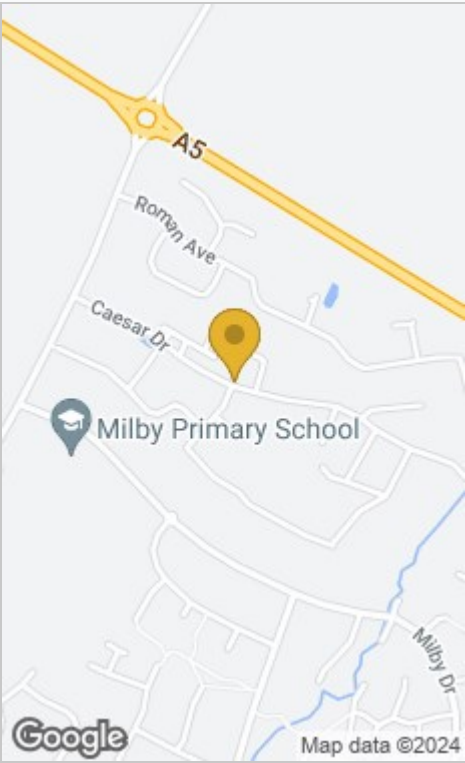 A5
Roman Ave
Caesar Dr
Milby Primary School
Milby Dr
Google
Map data ©2024